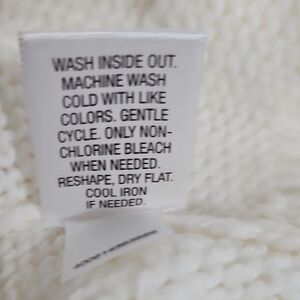 WASH INSIDE OUT.
MACHINE WASH
COLD WITH LIKE
COLORS. GENTLE
CYCLE. ONLY NON-
CHLORINE BLEACH
WHEN NEEDED.
RESHAPE, DRY FLAT.
COOL IRON
IF NEEDED.